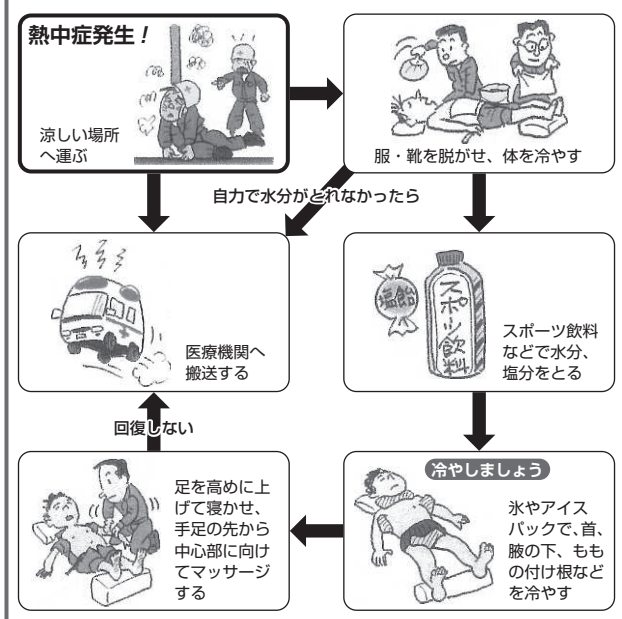 熱中症発生！
涼しい場所
へ運ぶ
服・靴を脱がせ、体を冷やす
自力で水分がとれなかったら
医療機関へ
搬送する
塩飴
スポーツ飲料
スポーツ飲料
などで水分、
塩分をとる
冷やしましょう
氷やアイス
パックで、首、
腋の下、もも
の付け根など
を冷やす
足を高めに上
げて寝かせ、
手足の先から
中心部に向け
てマッサージ
する
回復しない